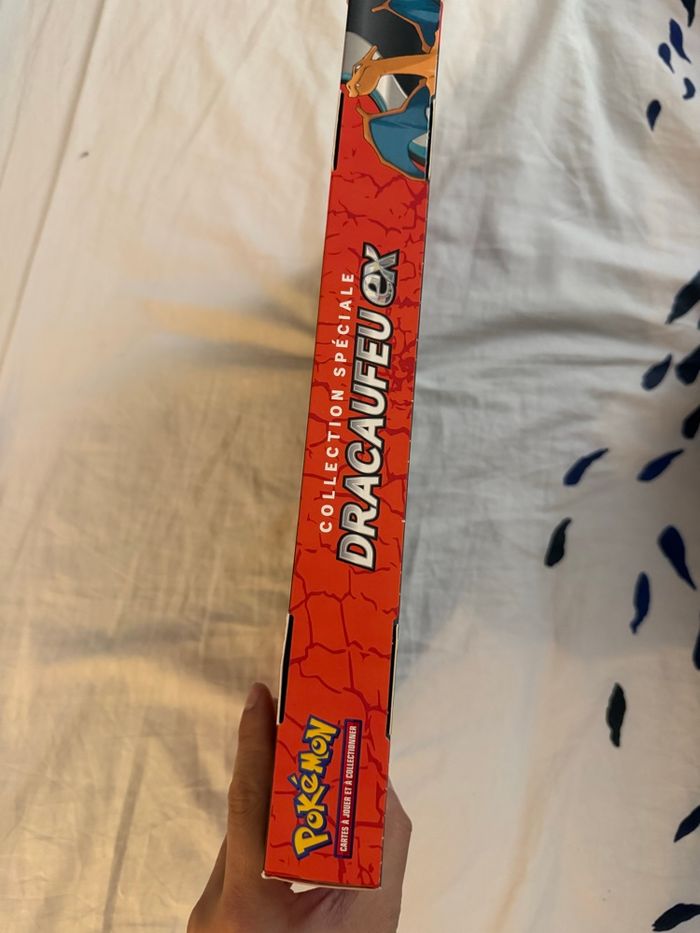 POKéMON
CARTES À JOUER ET À COLLECTIONNER
COLLECTION SPÉCIALE
DRACAUFEU ex